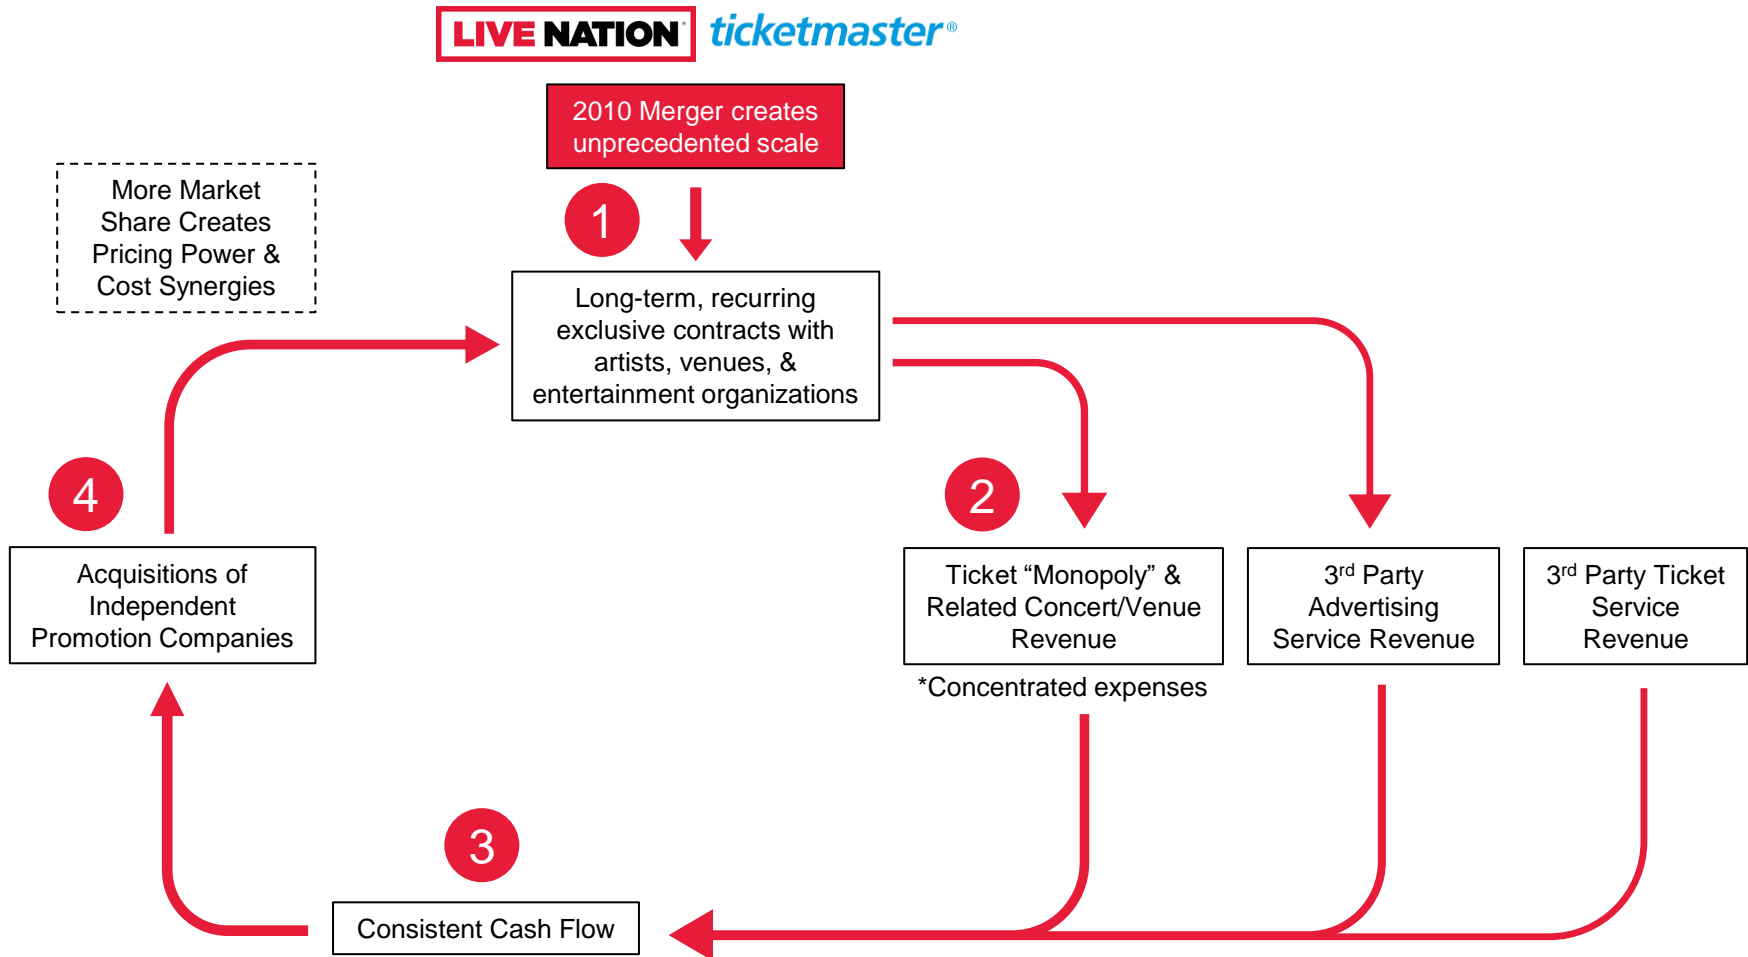 LIVE NATION® ticketmaster®
2010 Merger creates
unprecedented scale
More Market
Share Creates
Pricing Power &
Cost Synergies
1
Long-term, recurring
exclusive contracts with
artists, venues, &
entertainment organizations
4
2
Acquisitions of
Independent
Promotion Companies
Ticket “Monopoly” &
Related Concert/Venue
Revenue
*Concentrated expenses
3rd Party
Advertising
Service Revenue
3rd Party Ticket
Service
Revenue
3
Consistent Cash Flow